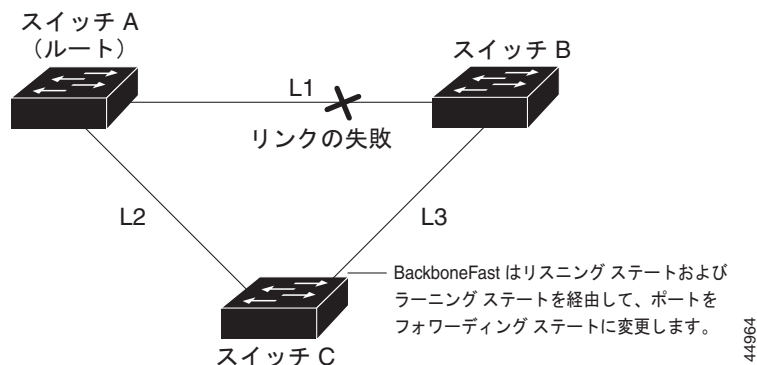 スイッチ A
(ルート)
スイッチ B
L1
リンクの失敗
L2
L3
BackboneFast はリスニング ステートおよび
ラーニング ステートを経由して、ポートを
フォワーディング ステートに変更します。
スイッチ C
44964